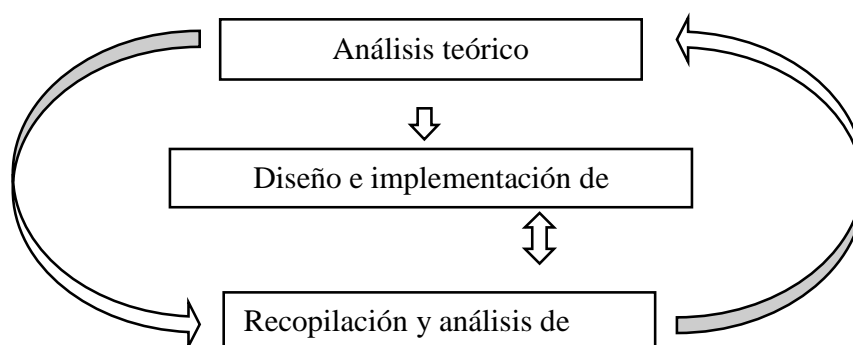 Análisis teórico
Diseño e implementación de
Recopilación y análisis de